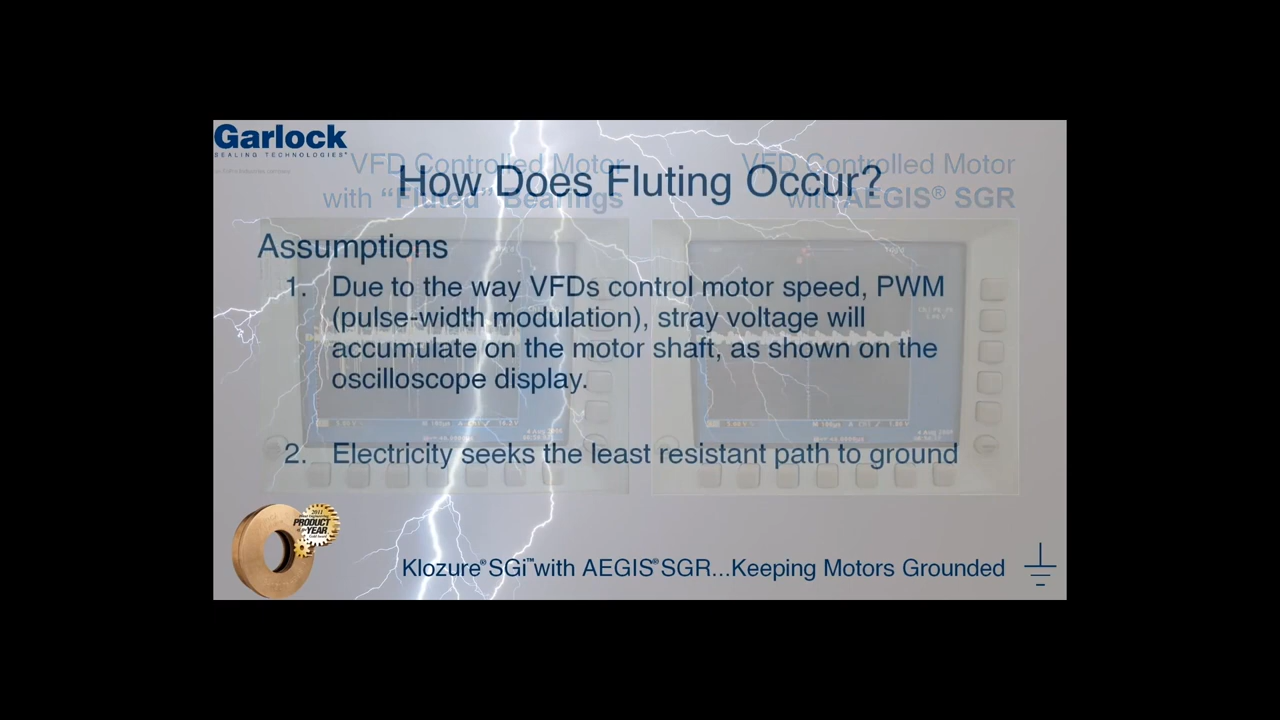 Garlock
SEALING TECHNOLOGIES®
VFD Controlled Motor
with “Fluted” Bearings
VFD Controlled Motor
with AEGIS® SGR
How Does Fluting Occur?
Assumptions
1. Due to the way VFDs control motor speed, PWM
(pulse-width modulation), stray voltage will
accumulate on the motor shaft, as shown on the
oscilloscope display.
2. Electricity seeks the least resistant path to ground
2011
PRODUCT
of the
YEAR
Klozure® SGi™ with AEGIS® SGR...Keeping Motors Grounded